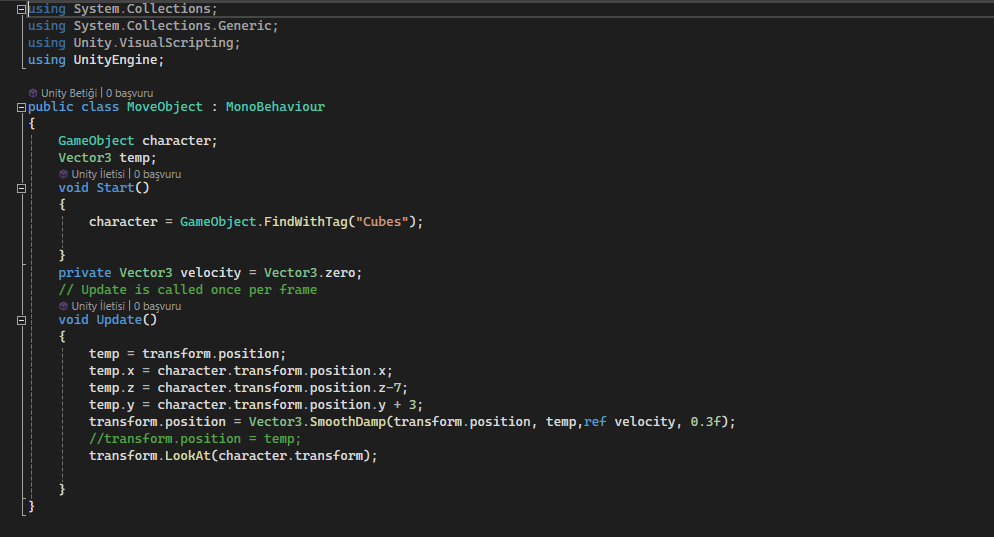 using System.Collections;
using System.Collections.Generic;
using Unity.VisualScripting;
using UnityEngine;
Unity Betiği | 0 başvuru
public class MoveObject : MonoBehaviour
{
GameObject character;
Vector3 temp;
Unity İletisi | 0 başvuru
void Start()
{
character = GameObject.FindWithTag("Cubes");
}
private Vector3 velocity = Vector3.zero;
// Update is called once per frame
Unity İletisi | 0 başvuru
void Update()
{
temp = transform.position;
temp.x = character.transform.position.x;
temp.z = character.transform.position.z-7;
temp.y = character.transform.position.y + 3;
transform.position = Vector3.SmoothDamp(transform.position, temp,ref velocity, 0.3f);
//transform.position = temp;
transform.LookAt(character.transform);
}
}